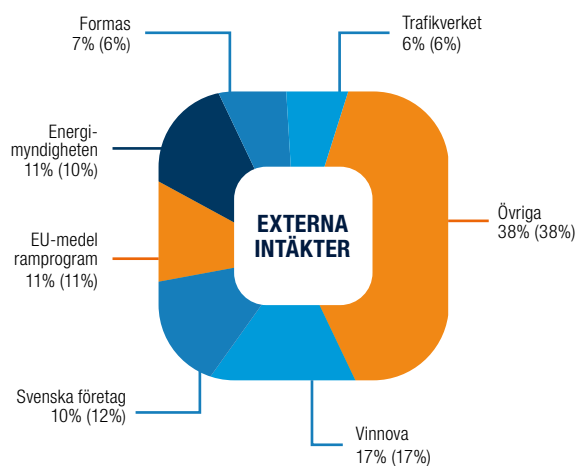 Formas
7% (6%)
Trafikverket
6% (6%)
Energi-
myndigheten
11% (10%)
EXTERNA
INTÄKTER
Övriga
38% (38%)
EU-medel
ramprogram
11% (11%)
Svenska företag
10% (12%)
Vinnova
17% (17%)